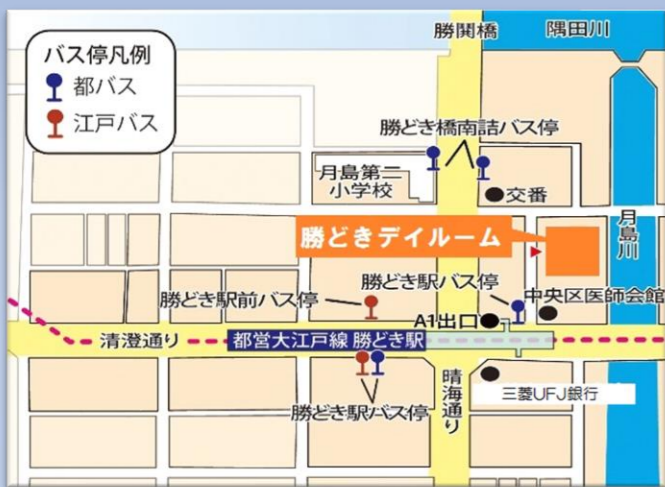 勝鬨橋
隅田川
バス停凡例
都バス
江戸バス
勝どき橋南詰バス停
月島第二
小学校
交番
月島川
勝どきデイルーム
勝どき駅バス停
勝どき駅前バス停
中央区医師会館
A1出口
清澄通り
都営大江戸線 勝どき駅
晴海通り
三菱UFJ銀行
勝どき駅バス停